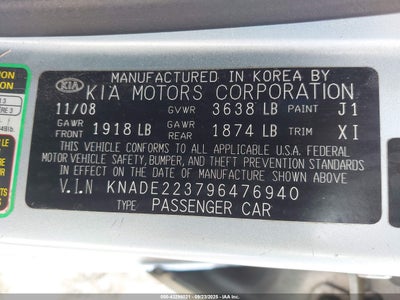 MANUFACTURED IN KOREA BY
KIA KIA MOTORS CORPORATION
11/08 GVWR 3638 LB PAINT J1
GAWR FRONT 1918 LB GAWR REAR 1874 LB TRIM XI
THIS VEHICLE CONFORMS TO ALL APPLICABLE U.S.A. FEDERAL
MOTOR VEHICLE SAFETY, BUMPER, AND THEFT PREVENTION STANDARDS
IN EFFECT ON THE DATE OF MANUFACTURE SHOWN ABOVE.
V.I.N KNADE223796476940
TYPE PASSENGER CAR